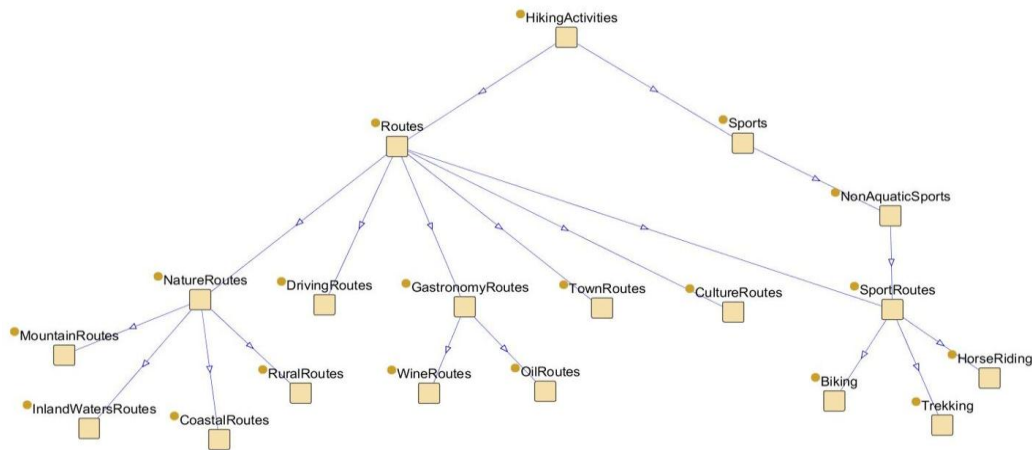 HikingActivities
Routes
Sports
NonAquaticSports
NatureRoutes
DrivingRoutes
GastronomyRoutes
TownRoutes
CultureRoutes
SportRoutes
MountainRoutes
RuralRoutes
WineRoutes
OilRoutes
HorseRiding
Biking
InlandWatersRoutes
CoastalRoutes
Trekking